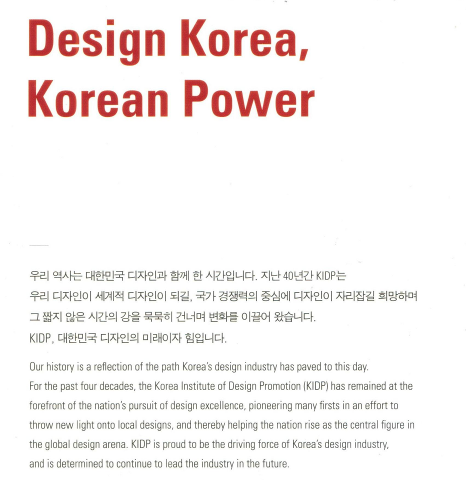 Design Korea,
Korean Power
우리 역사는 대한민국 디자인과 함께 한 시간입니다. 지난 40년간 KIDP는
우리 디자인이 세계적 디자인이 되길, 국가 경쟁력의 중심에 디자인이 자리잡길 희망하며
그 짧지 않은 시간의 강을 묵묵히 건너며 변화를 이끌어 왔습니다.
KIDP, 대한민국 디자인의 미래이자 힘입니다.
Our history is a reflection of the path Korea's design industry has paved to this day.
For the past four decades, the Korea Institute of Design Promotion (KIDP) has remained at the
forefront of the nation's pursuit of design excellence, pioneering many firsts in an effort to
throw new light onto local designs, and thereby helping the nation rise as the central figure in
the global design arena. KIDP is proud to be the driving force of Korea's design industry,
and is determined to continue to lead the industry in the future.